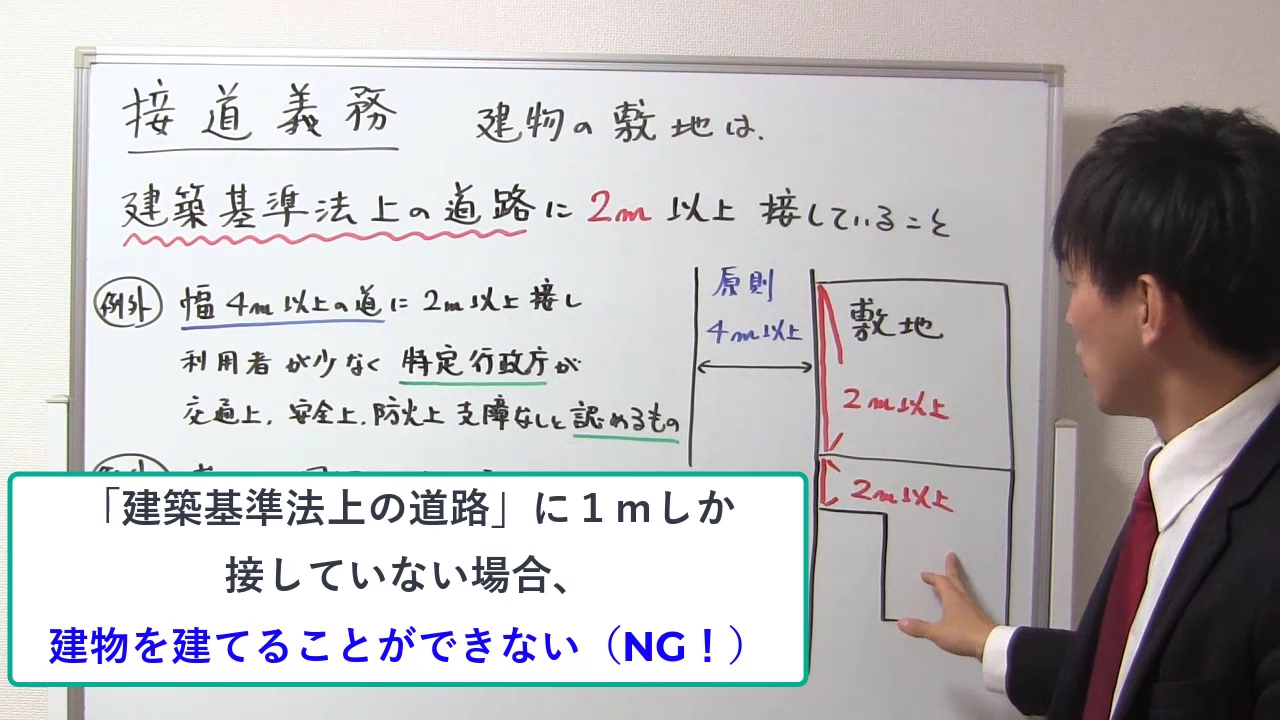 接道義務 建物の敷地は、
建築基準法上の道路に2m以上接していること
例外 幅4m以上の道に2m以上接し
利用者が少なく特定行政庁が
交通上、安全上、防火上支障なしと認めるもの
原則
4m以上
敷地
2m以上
2m以上
「建築基準法上の道路」に１ｍしか
接していない場合、
建物を建てることができない（NG！）